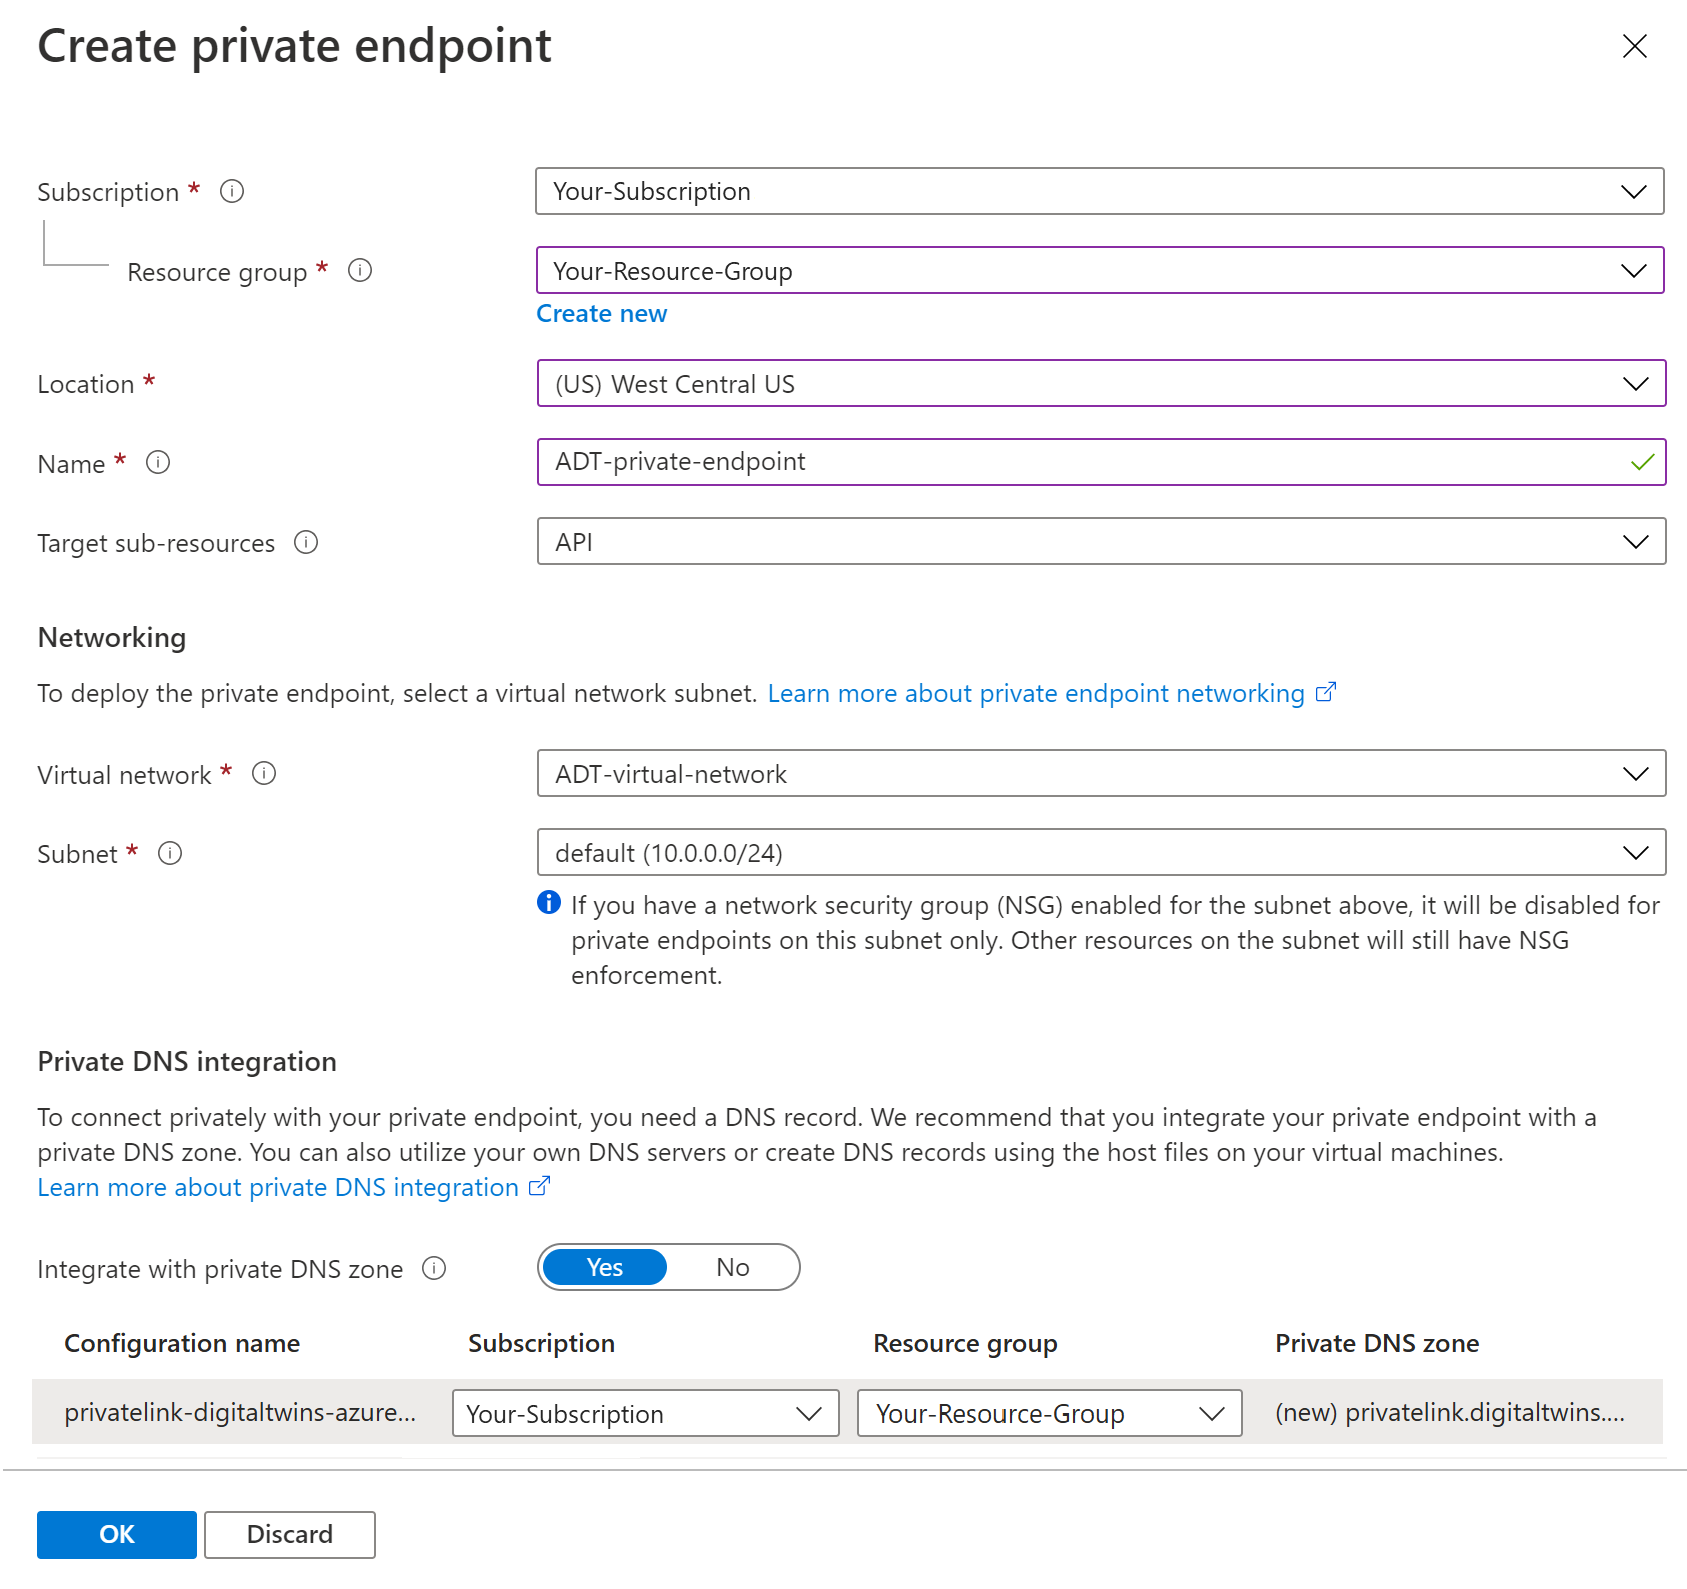 Create private endpoint
Subscription *
Your-Subscription
Resource group *
Your-Resource-Group
Create new
Location *
(US) West Central US
Name *
ADT-private-endpoint
Target sub-resources
API
Networking
To deploy the private endpoint, select a virtual network subnet. Learn more about private endpoint networking
Virtual network *
ADT-virtual-network
Subnet *
default (10.0.0.0/24)
If you have a network security group (NSG) enabled for the subnet above, it will be disabled for
private endpoints on this subnet only. Other resources on the subnet will still have NSG
enforcement.
Private DNS integration
To connect privately with your private endpoint, you need a DNS record. We recommend that you integrate your private endpoint with a
private DNS zone. You can also utilize your own DNS servers or create DNS records using the host files on your virtual machines.
Learn more about private DNS integration
Integrate with private DNS zone
Yes No
Configuration name Subscription Resource group Private DNS zone
privatelink-digitaltwins-azure... Your-Subscription Your-Resource-Group (new) privatelink.digitaltwins....
OK Discard